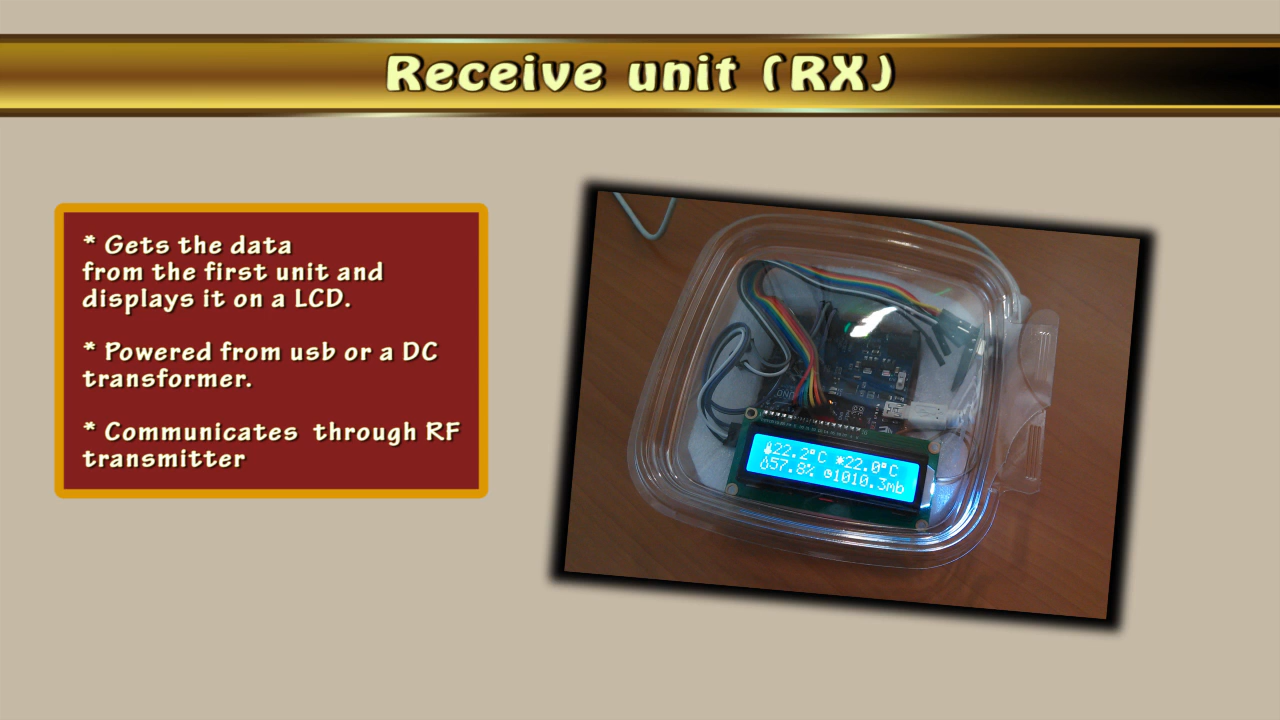 Receive unit (RX)
* Gets the data
from the first unit and
displays it on a LCD.
* Powered from usb or a DC
transformer.
* Communicates through RF
transmitter
22.2°C ☀22.0°C
57.8% 1010.3mb
GND